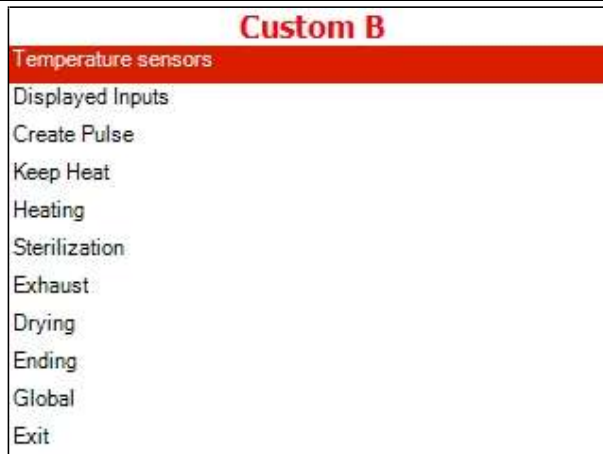 Custom B
Temperature sensors
Displayed Inputs
Create Pulse
Keep Heat
Heating
Sterilization
Exhaust
Drying
Ending
Global
Exit